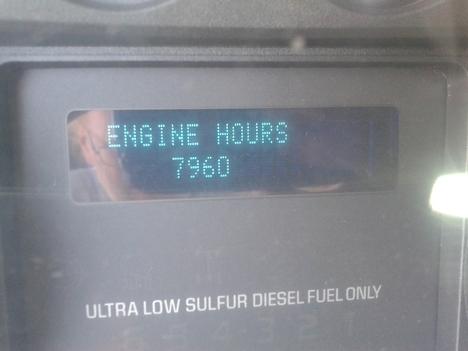 ENGINE HOURS
7960
ULTRA LOW SULFUR DIESEL FUEL ONLY